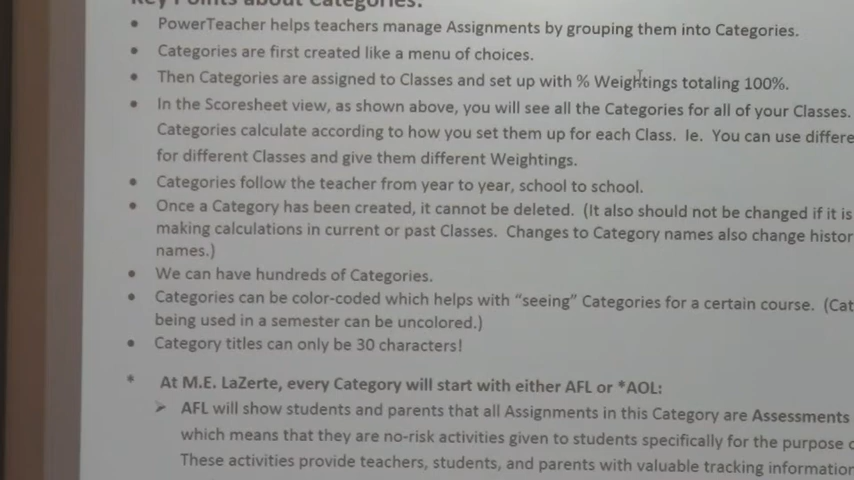 Key Points about Categories:
• PowerTeacher helps teachers manage Assignments by grouping them into Categories.
• Categories are first created like a menu of choices.
• Then Categories are assigned to Classes and set up with % Weightings totaling 100%.
• In the Scoresheet view, as shown above, you will see all the Categories for all of your Classes.
Categories calculate according to how you set them up for each Class. Ie. You can use differe
for different Classes and give them different Weightings.
• Categories follow the teacher from year to year, school to school.
• Once a Category has been created, it cannot be deleted. (It also should not be changed if it is
making calculations in current or past Classes. Changes to Category names also change histor
names.)
• We can have hundreds of Categories.
• Categories can be color-coded which helps with “seeing” Categories for a certain course. (Cat
being used in a semester can be uncolored.)
• Category titles can only be 30 characters!
* At M.E. LaZerte, every Category will start with either AFL or *AOL:
➢ AFL will show students and parents that all Assignments in this Category are Assessments
which means that they are no-risk activities given to students specifically for the purpose o
These activities provide teachers, students, and parents with valuable tracking information